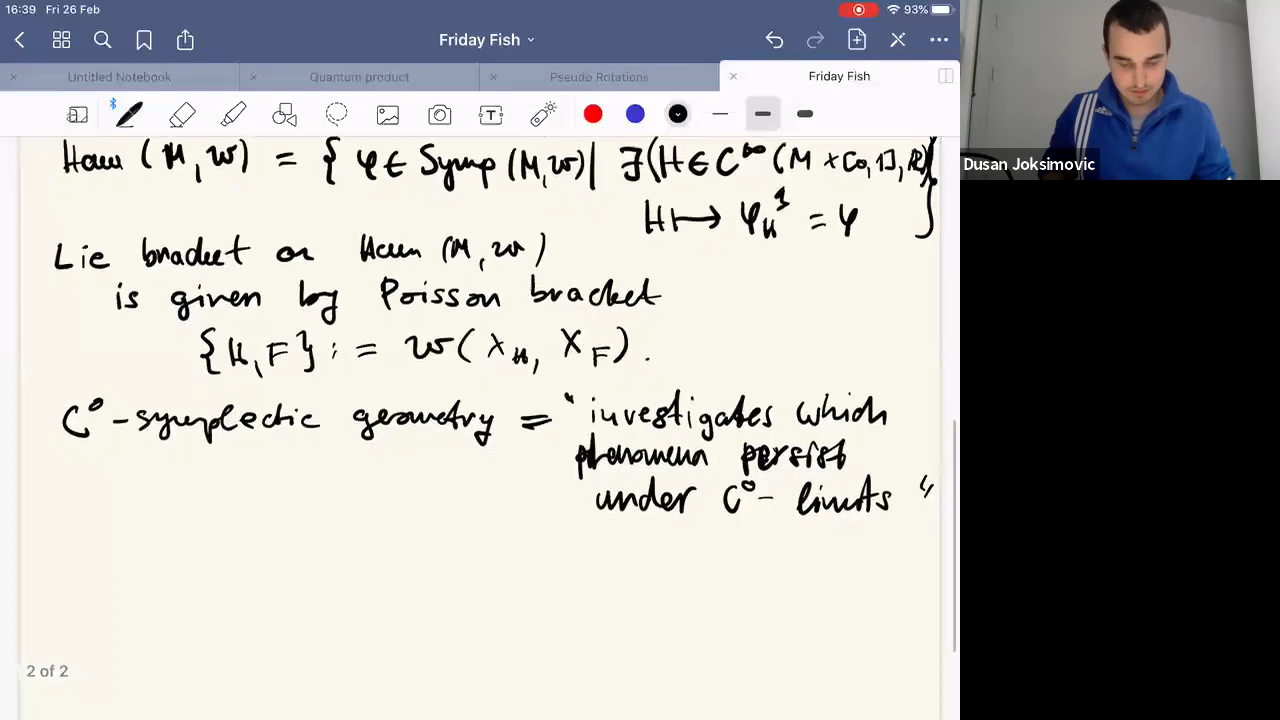 16:39 Fri 26 Feb
93%
Friday Fish
Untitled Notebook
Quantum product
Pseudo Rotations
Friday Fish
Dusan Joksimovic
Ham (M, ω) = { φ ∈ Symp (M, ω) | ∃ (H ∈ C^∞ (M × [0, 1], ℝ)
H ↦ φ_H^1 = φ }
Lie bracket on Ham (M, ω)
is given by Poisson bracket
{H, F} := ω( X_H, X_F ) .
C⁰ - symplectic geometry = "investigates which
phenomena persist
under C⁰ - limits "
2 of 2